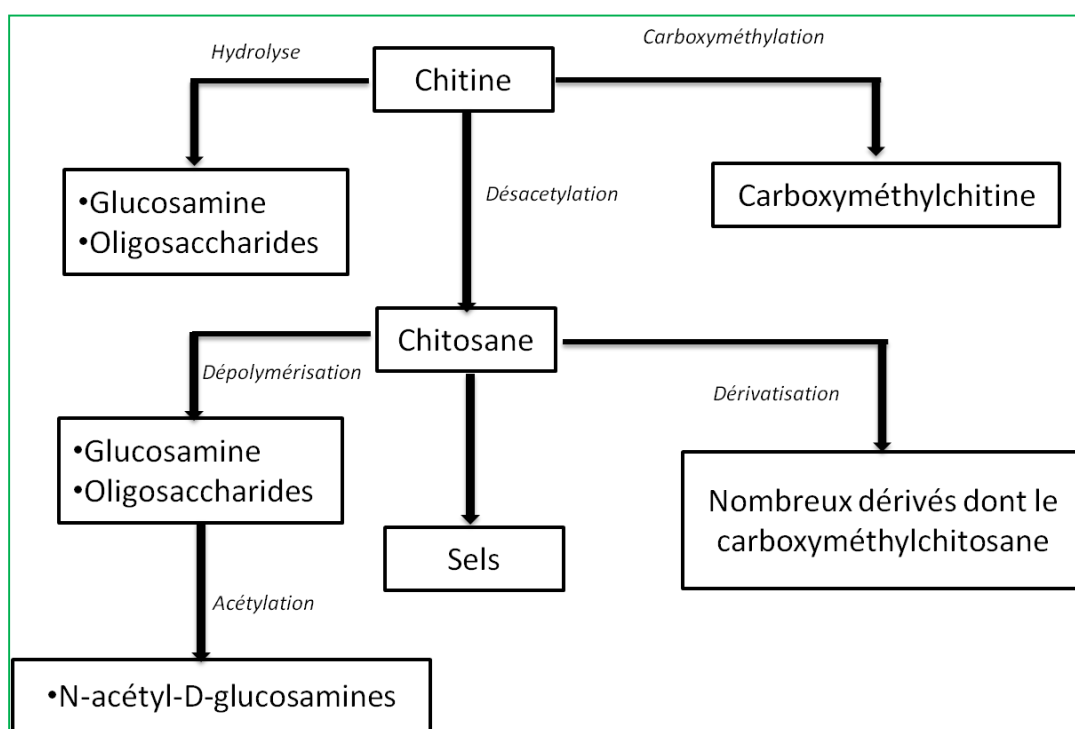 Hydrolyse
Carboxyméthylation
Chitine
•Glucosamine
•Oligosaccharides
Désacetylation
Carboxyméthylchitine
Chitosane
Dépolymérisation
Dérivatisation
•Glucosamine
•Oligosaccharides
Nombreux dérivés dont le
carboxyméthylchitosane
Sels
Acétylation
•N-acétyl-D-glucosamines